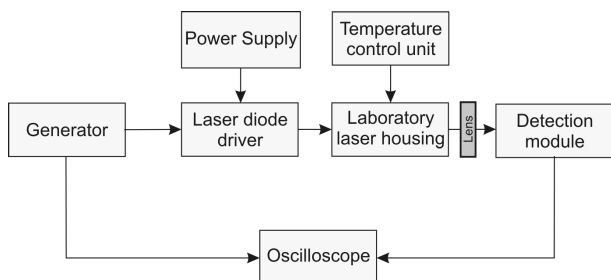 Power Supply
Temperature
control unit
Generator
Laser diode
driver
Laboratory
laser housing
Lens
Detection
module
Oscilloscope